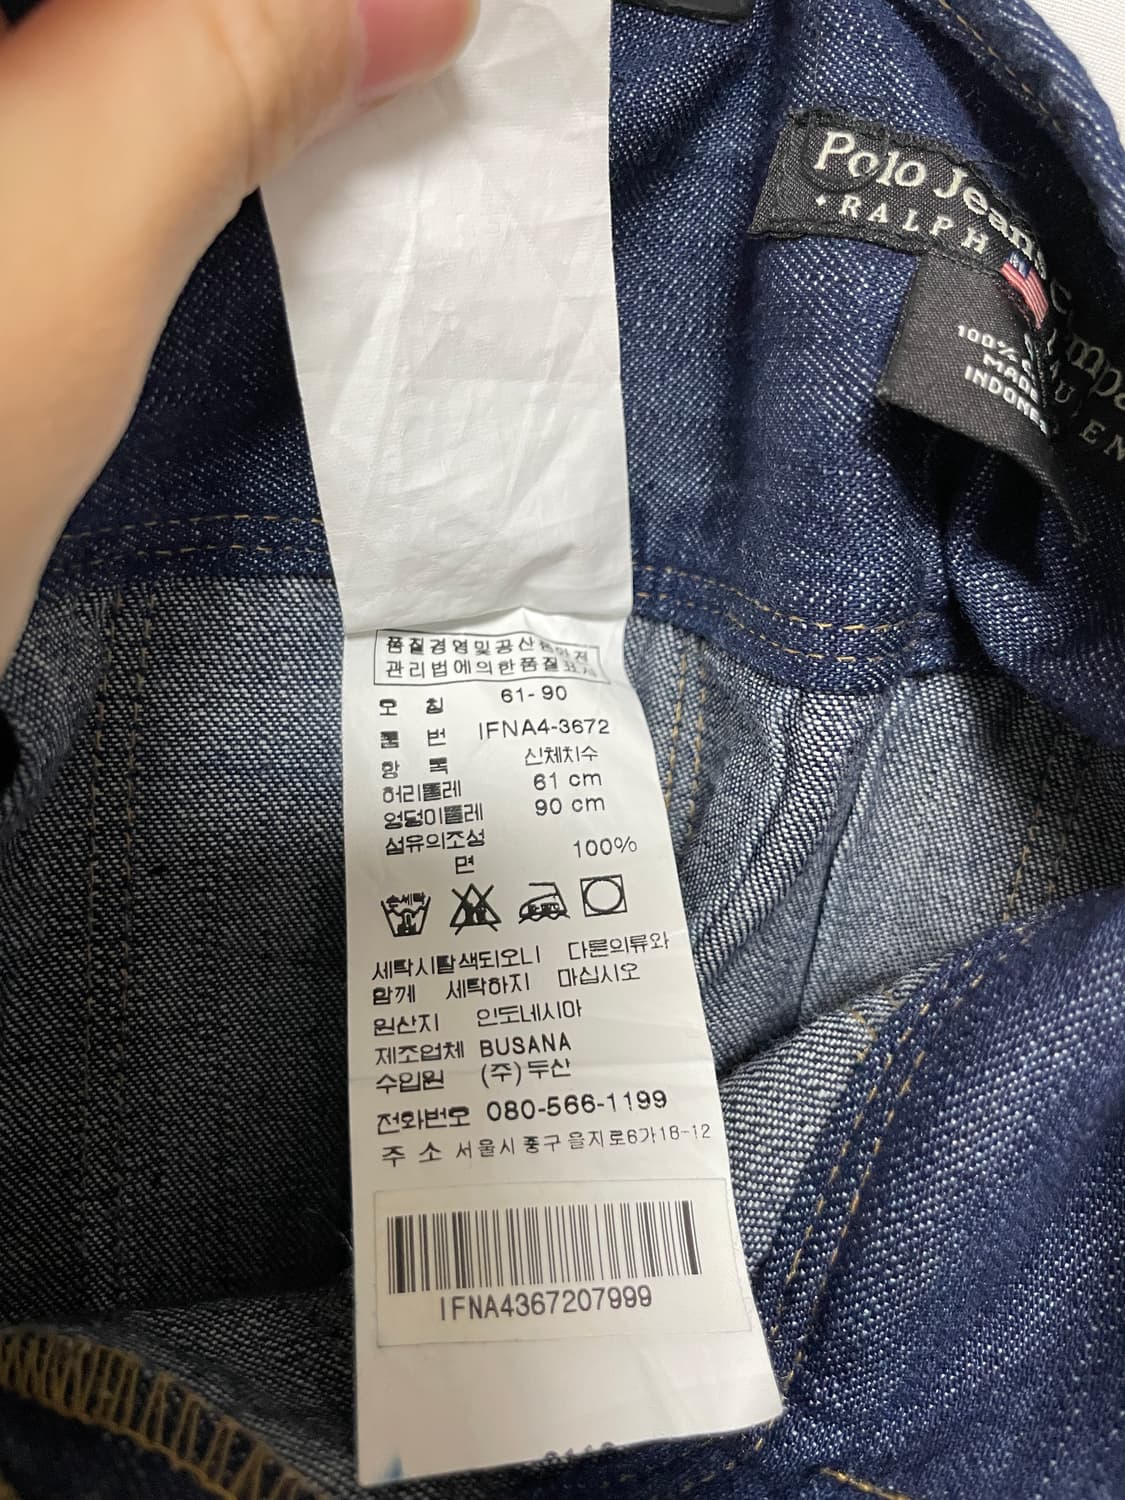 Polo Jeans Compa
• RALPH LAUREN
100%
MADE
INDONES
품질경영및공산품안전
관리법에의한품질표시
호 칭 61-90
품 번 IFNA4-3672
항 목 신체치수
허리둘레 61 cm
엉덩이둘레 90 cm
섬유의조성
면 100%
손세탁
세탁시탈색되오니 다른의류와
함께 세탁하지 마십시오
원산지 인도네시아
제조업체 BUSANA
수입원 (주)두산
전화번호 080-566-1199
주 소 서울시 중구 을지로6가18-12
IFNA4367207999